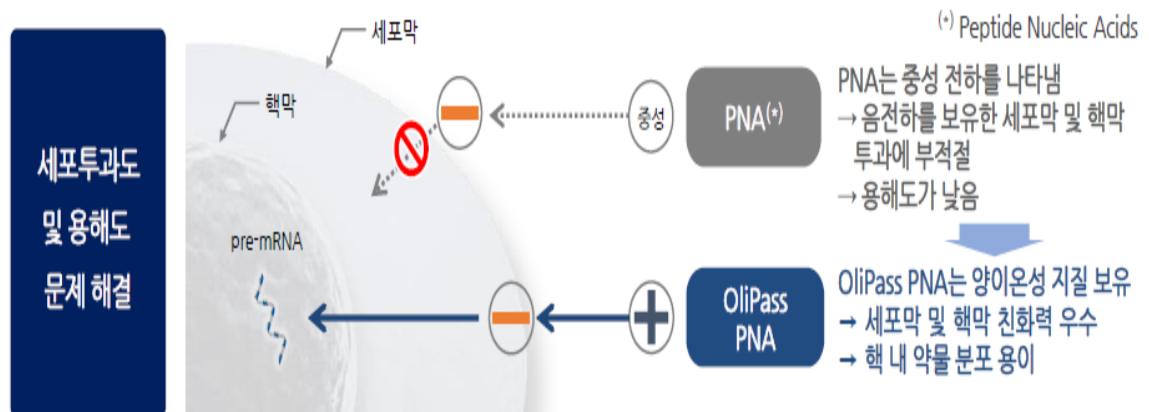 세포투과도
및 용해도
문제 해결
세포막
핵막
pre-mRNA
중성
PNA(*)
(*) Peptide Nucleic Acids
PNA는 중성 전하를 나타냄
→ 음전하를 보유한 세포막 및 핵막
투과에 부적절
→ 용해도가 낮음
OliPass
PNA
OliPass PNA는 양이온성 지질 보유
→ 세포막 및 핵막 친화력 우수
→ 핵 내 약물 분포 용이